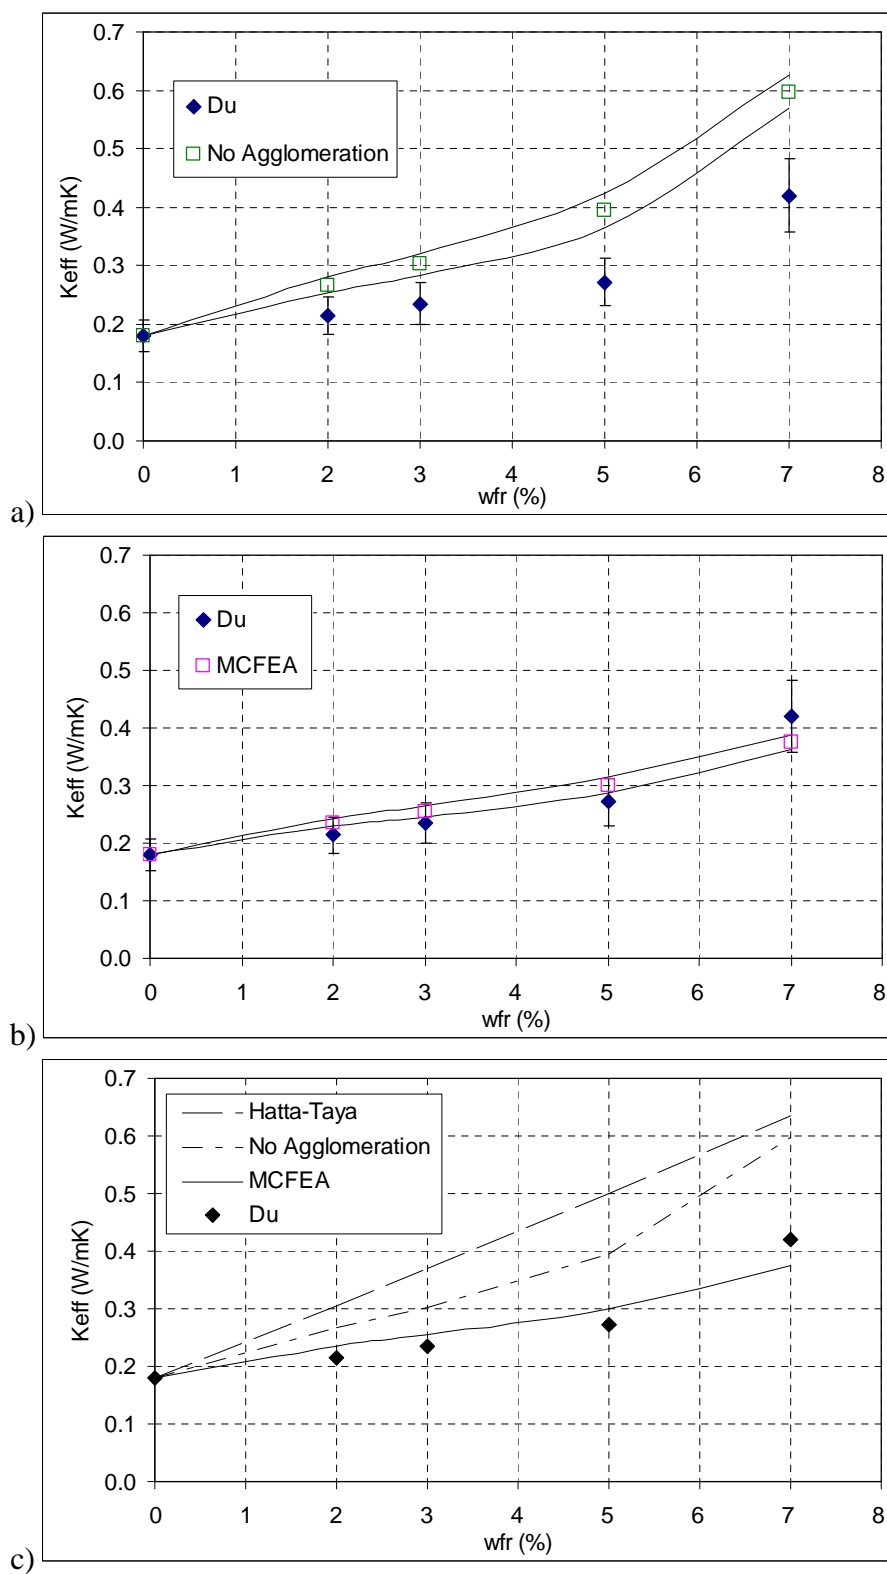 0.7
0.6
0.5
0.4
0.3
0.2
0.1
0.0
Keff (W/mK)
Du
No Agglomeration
0 1 2 3 4 5 6 7 8
wfr (%)
a)
0.7
0.6
0.5
0.4
0.3
0.2
0.1
0.0
Keff (W/mK)
Du
MCFEA
0 1 2 3 4 5 6 7 8
wfr (%)
b)
0.7
0.6
0.5
0.4
0.3
0.2
0.1
0.0
Keff (W/mK)
Hatta-Taya
No Agglomeration
MCFEA
Du
0 1 2 3 4 5 6 7 8
wfr (%)
c)